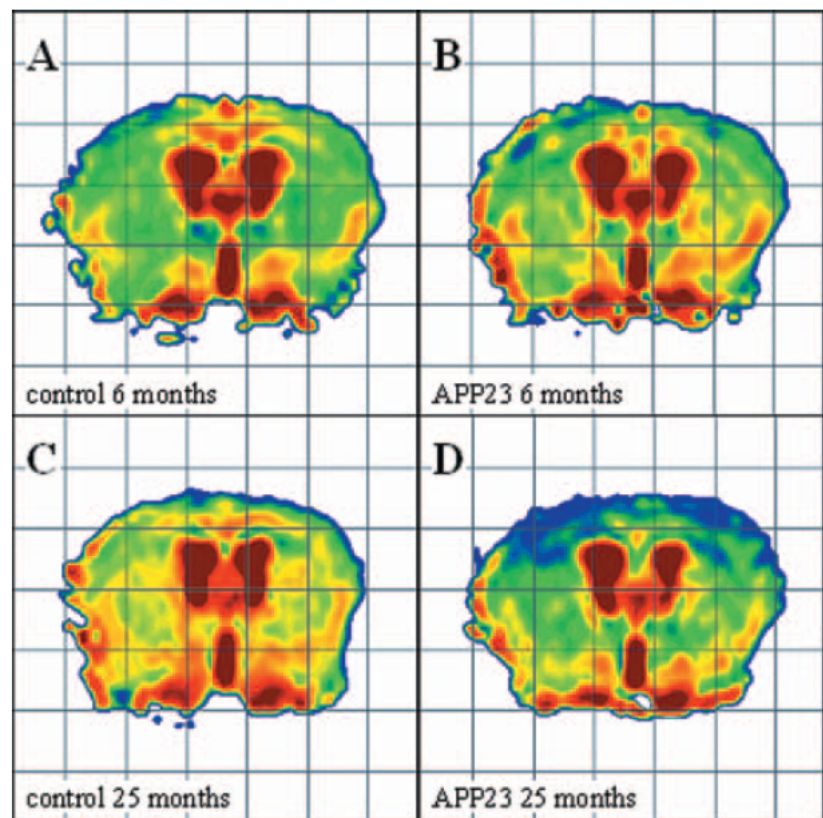 A
B
control 6 months
APP23 6 months
C
D
control 25 months
APP23 25 months